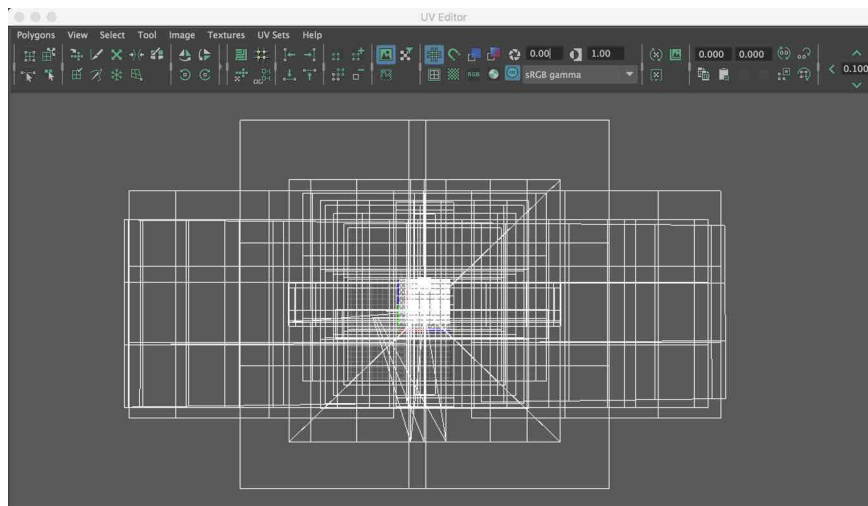 UV Editor
Polygons View Select Tool Image Textures UV Sets Help
0.00 1.00 0.000 0.000
RGB sRGB gamma 0.100